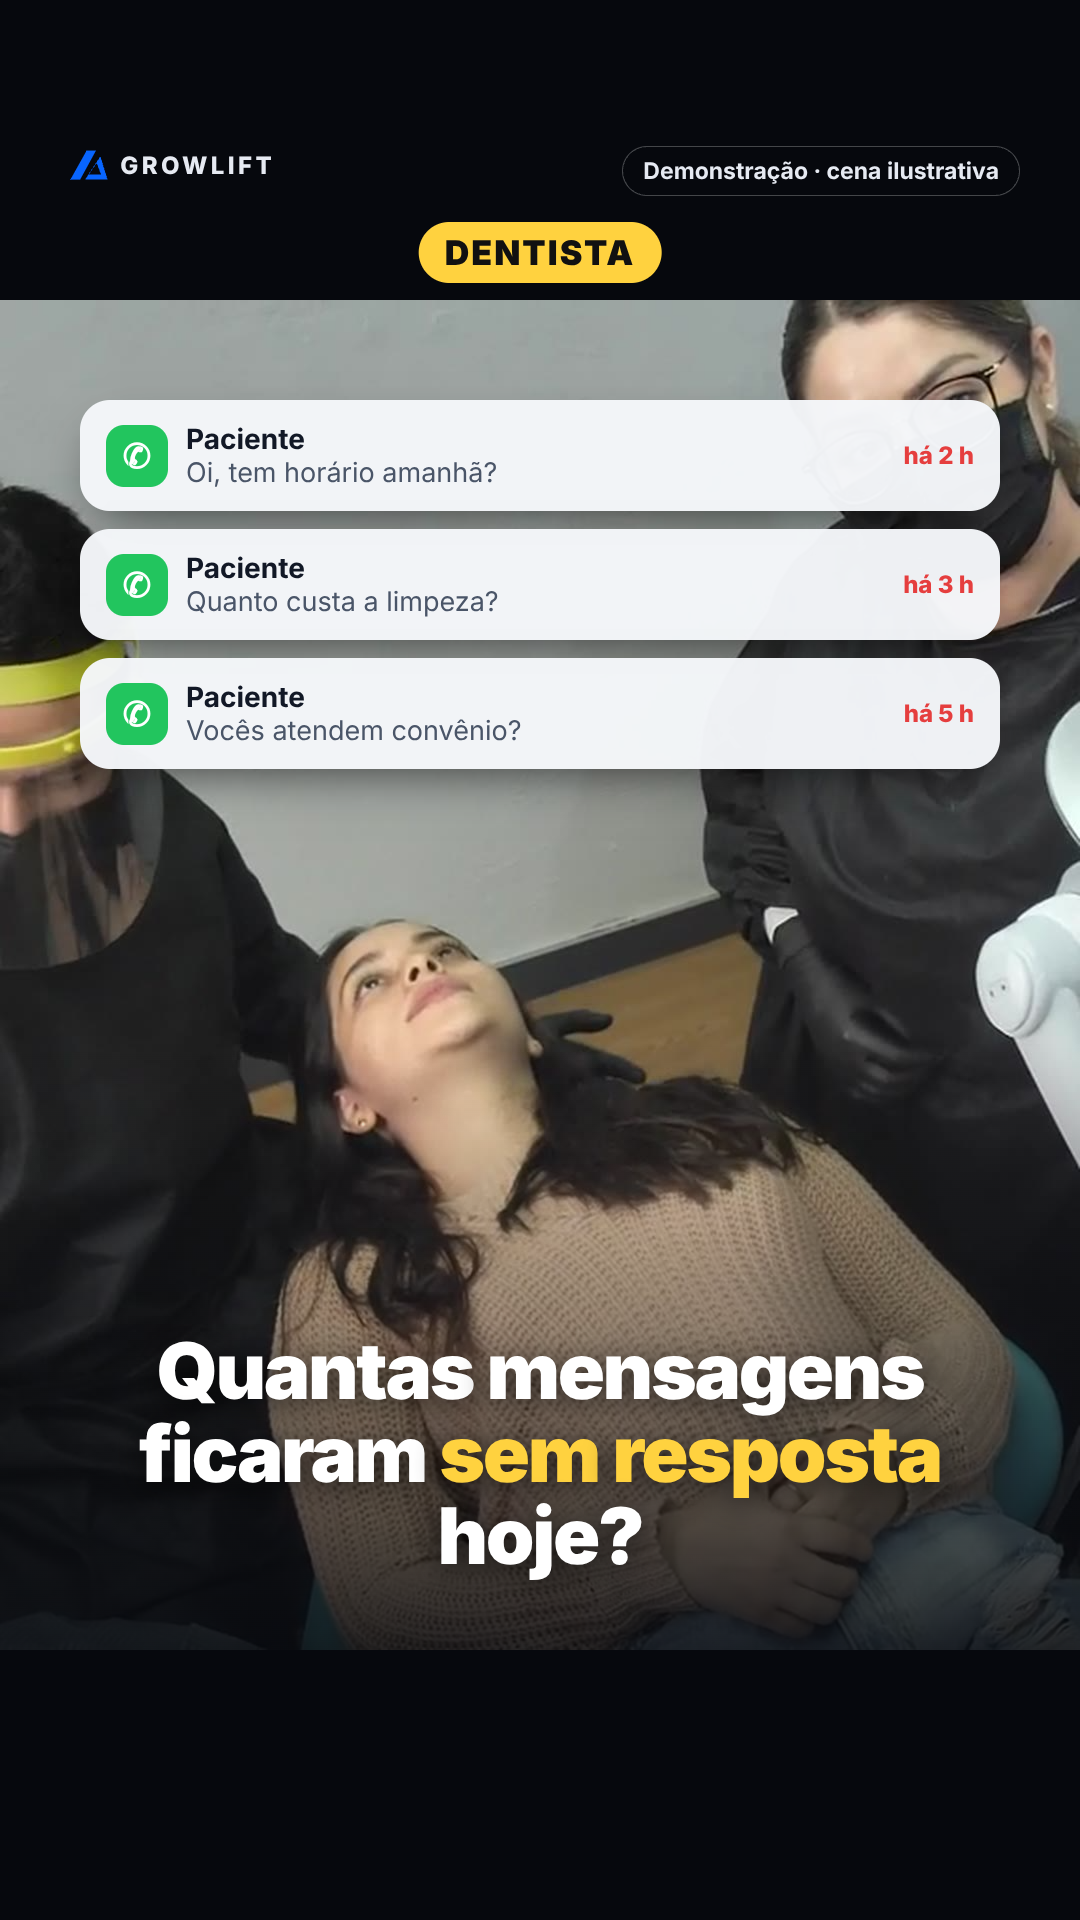 GROWLIFT
Demonstração · cena ilustrativa
DENTISTA
Paciente
Oi, tem horário amanhã?
há 2 h
Paciente
Quanto custa a limpeza?
há 3 h
Paciente
Vocês atendem convênio?
há 5 h
Quantas mensagens
ficaram sem resposta
hoje?